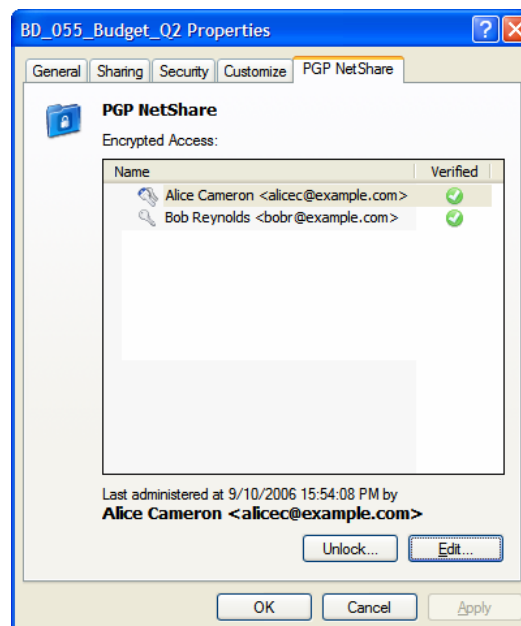 BD_055_Budget_Q2 Properties
General Sharing Security Customize PGP NetShare
PGP NetShare
Encrypted Access:
Name Verified
Alice Cameron <alicec@example.com>
Bob Reynolds <bobr@example.com>
Last administered at 9/10/2006 15:54:08 PM by
Alice Cameron <alicec@example.com>
Unlock... Edit...
OK Cancel Apply